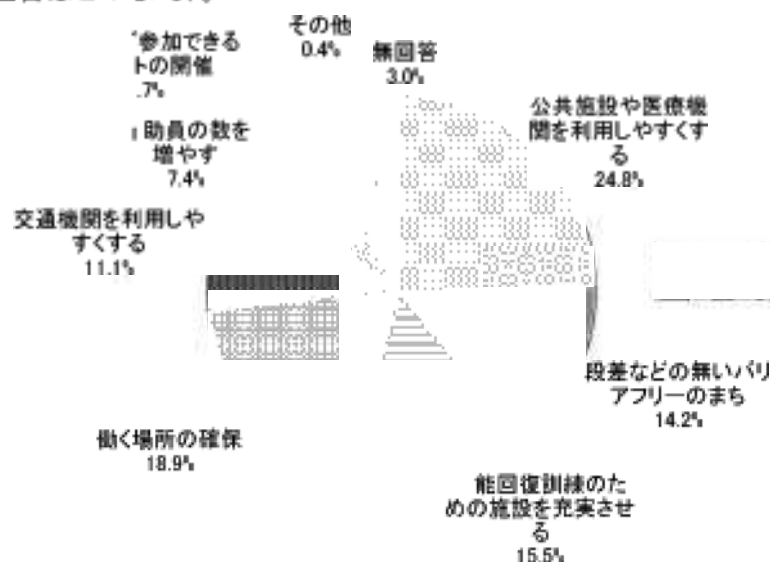 その他
0.4%
無回答
3.0%
参加できる
トの開催
.7%
公共施設や医療機
関を利用しやすくす
る
24.8%
助員の数を
増やす
7.4%
交通機関を利用しや
すくする
11.1%
段差などの無いバリ
アフリーのまち
14.2%
働く場所の確保
18.9%
能回復訓練のた
めの施設を充実させ
る
15.5%